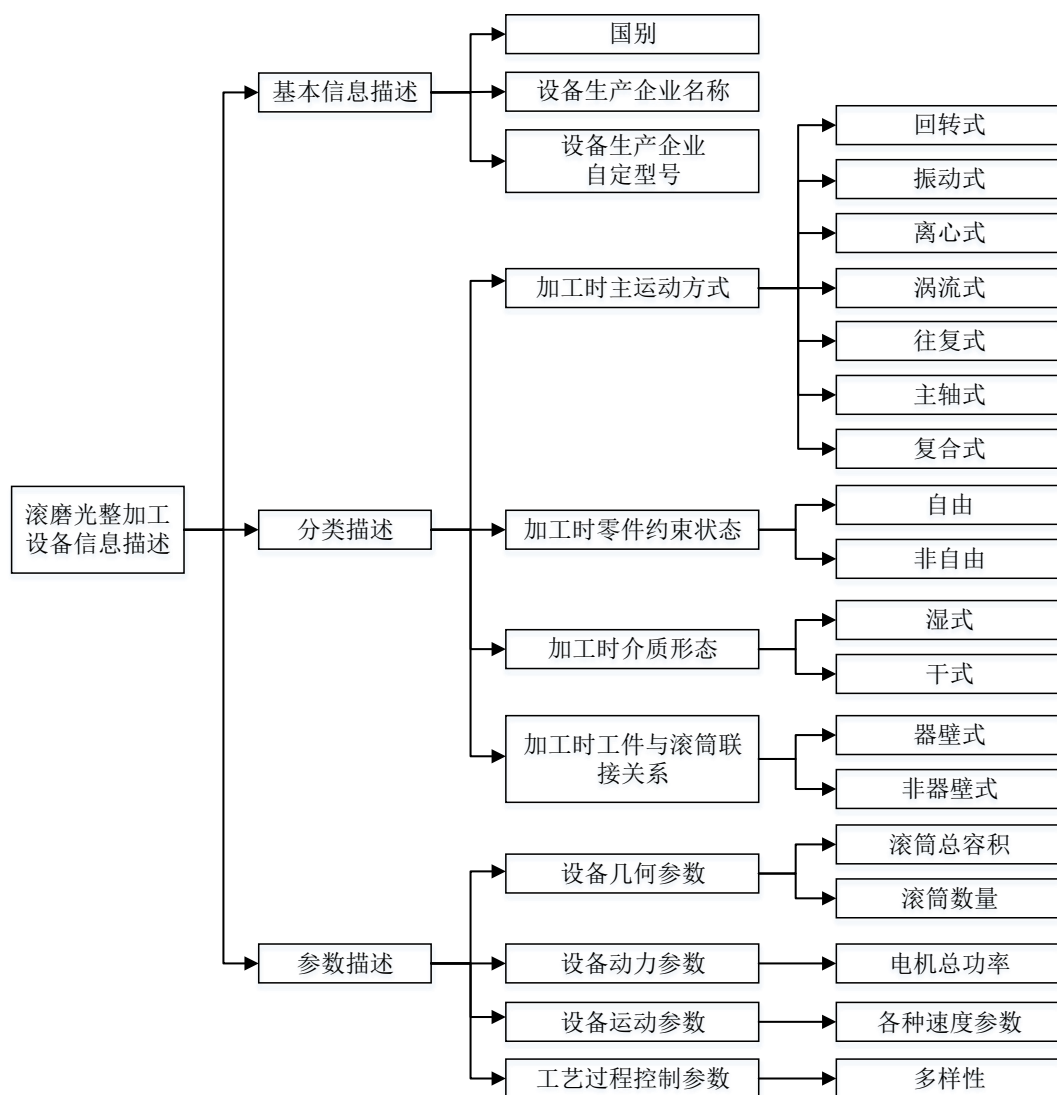 滚磨光整加工
设备信息描述
基本信息描述
国别
设备生产企业名称
设备生产企业
自定型号
分类描述
加工时主运动方式
回转式
振动式
离心式
涡流式
往复式
主轴式
复合式
加工时零件约束状态
自由
非自由
加工时介质形态
湿式
干式
加工时工件与滚筒联
接关系
器壁式
非器壁式
参数描述
设备几何参数
滚筒总容积
滚筒数量
设备动力参数
电机总功率
设备运动参数
各种速度参数
工艺过程控制参数
多样性